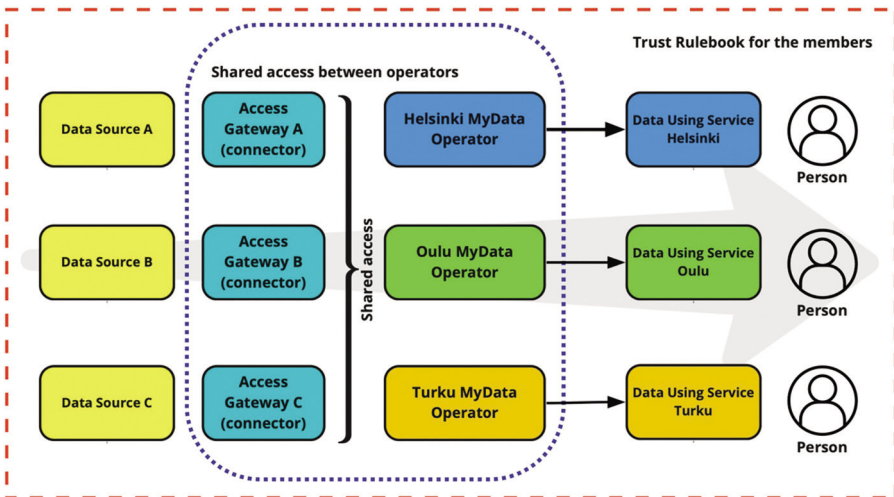 Trust Rulebook for the members
Shared access between operators
Data Source A
Access
Gateway A
(connector)
Helsinki MyData
Operator
Data Using Service
Helsinki
Person
Data Source B
Access
Gateway B
(connector)
Shared access
Oulu MyData
Operator
Data Using Service
Oulu
Person
Data Source C
Access
Gateway C
(connector)
Turku MyData
Operator
Data Using Service
Turku
Person